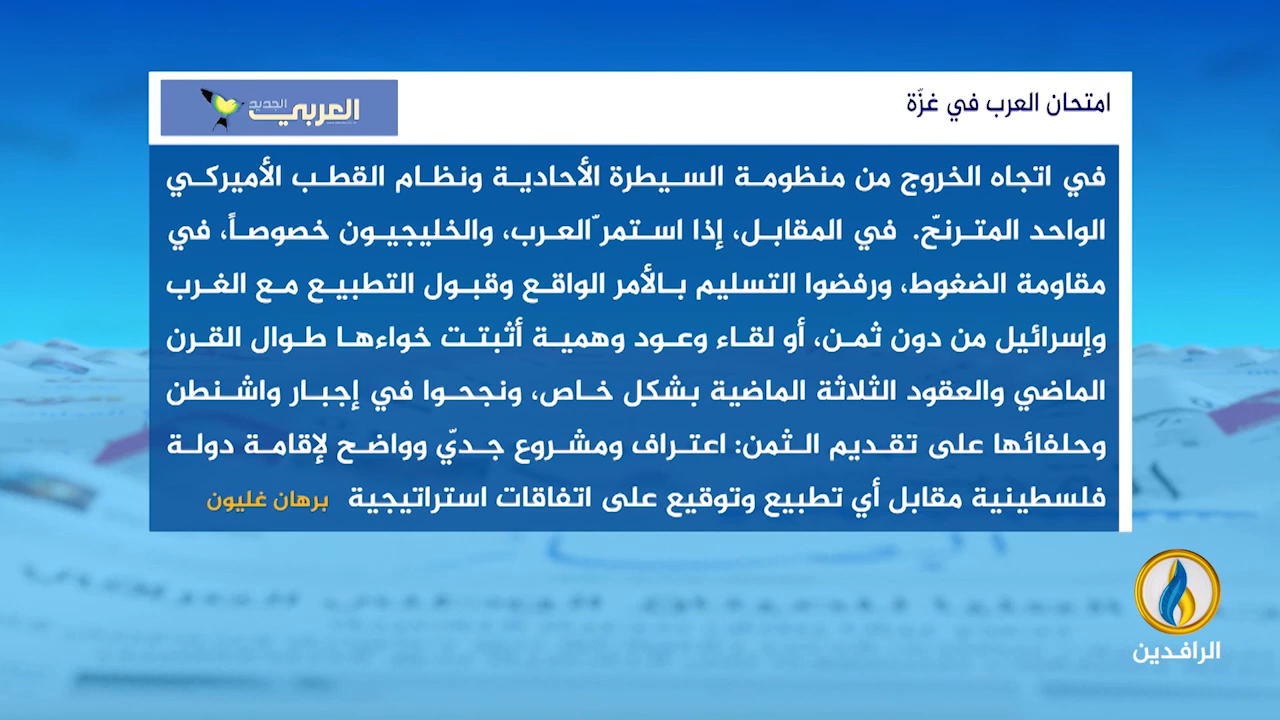 امتحان العرب في غزّة
العربي الجديد
في اتجاه الخروج من منظومة السيطرة الأحادية ونظام القطب الأميركي
الواحد المترنحّ. في المقابل، إذا استمرّ العرب، والخليجيون خصوصاً، في
مقاومة الضغوط، ورفضوا التسليم بالأمر الواقع وقبول التطبيع مع الغرب
وإسرائيل من دون ثمن، أو لقاء وعود وهمية أثبتت خواءها طوال القرن
الماضي والعقود الثلاثة الماضية بشكل خاص، ونجحوا في إجبار واشنطن
وحلفائها على تقديم الثمن: اعتراف ومشروع جديّ وواضح لإقامة دولة
فلسطينية مقابل أي تطبيع وتوقيع على اتفاقات استراتيجية برهان غليون
الرافدين